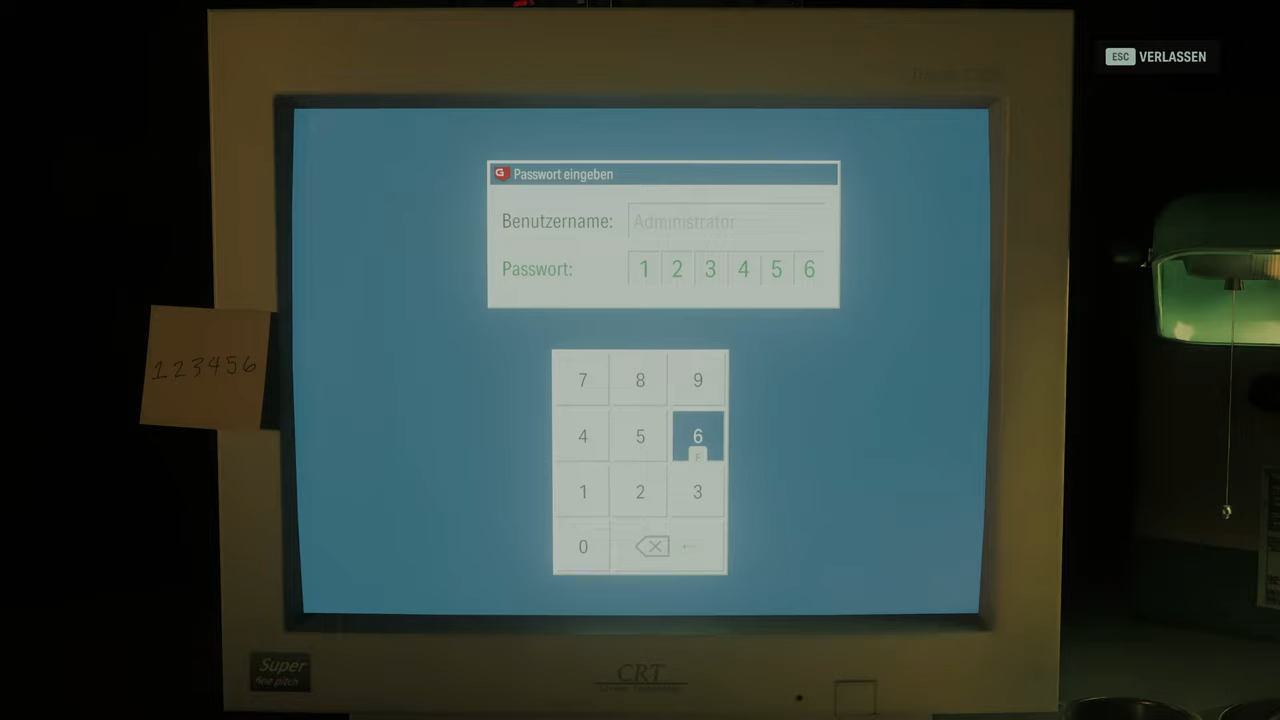 ESC VERLASSEN
Passwort eingeben
Benutzername: Administrator
Passwort: 1 2 3 4 5 6
123456
7 8 9
4 5 6
F
1 2 3
0
Super
fine pitch
CRT